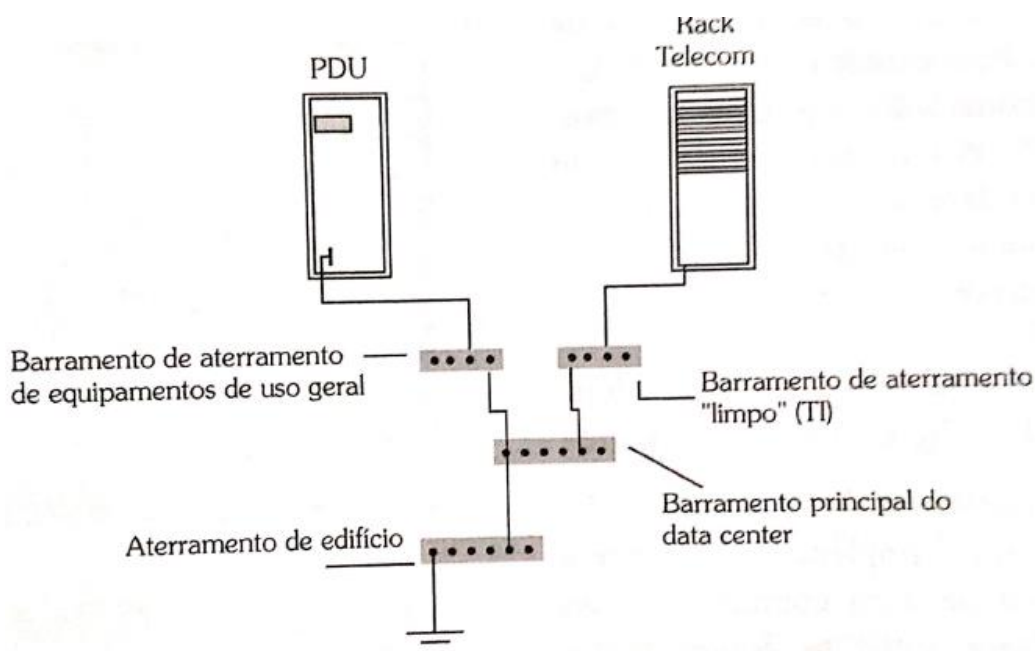 PDU
Rack
Telecom
Barramento de aterramento
de equipamentos de uso geral
Barramento de aterramento
"limpo" (TI)
Barramento principal do
data center
Aterramento de edifício